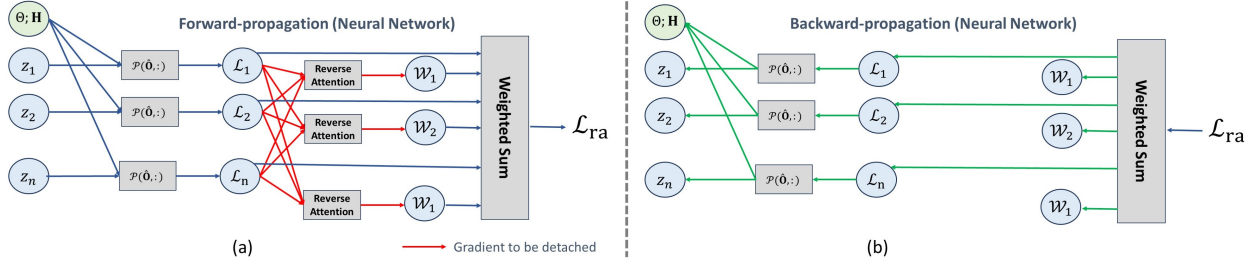 Forward-propagation (Neural Network)
Θ; H
z₁
𝒫(Ô,:)
ℒ₁
Reverse
Attention
𝒲₁
z₂
𝒫(Ô,:)
ℒ₂
Reverse
Attention
𝒲₂
zₙ
𝒫(Ô,:)
ℒₙ
Reverse
Attention
𝒲₁
Weighted Sum
ℒra
(a)
Gradient to be detached
Backward-propagation (Neural Network)
Θ; H
z₁
𝒫(Ô,:)
ℒ₁
𝒲₁
z₂
𝒫(Ô,:)
ℒ₂
𝒲₂
zₙ
𝒫(Ô,:)
ℒₙ
𝒲₁
Weighted Sum
ℒra
(b)